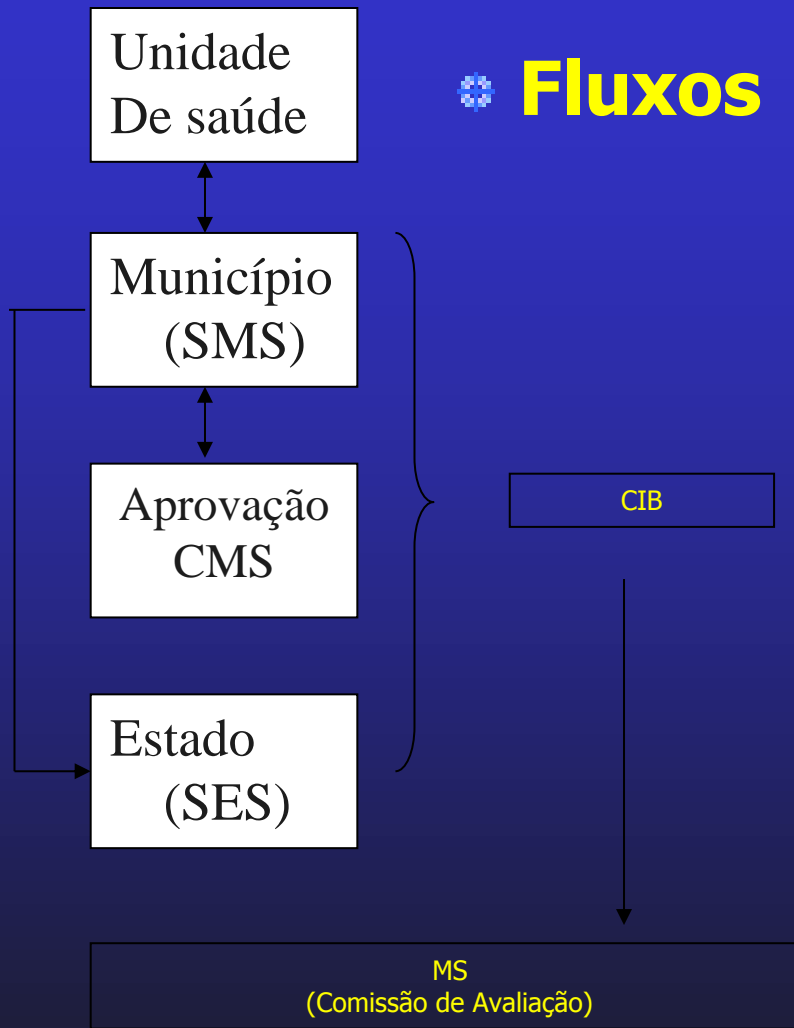 Fluxos
Unidade
De saúde
Município
(SMS)
Aprovação
CMS
Estado
(SES)
CIB
MS
(Comissão de Avaliação)